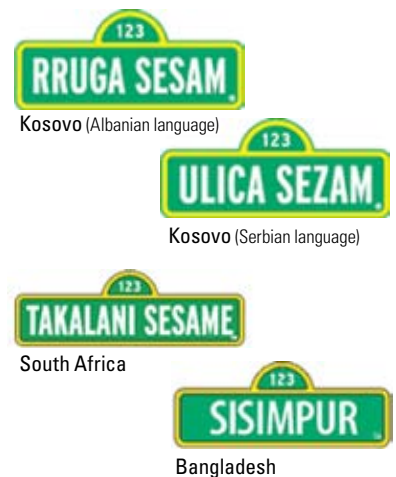 123
RRUGA SESAM
Kosovo (Albanian language)
123
ULICA SEZAM
Kosovo (Serbian language)
123
TAKALANI SESAME
South Africa
123
SISIMPUR
Bangladesh